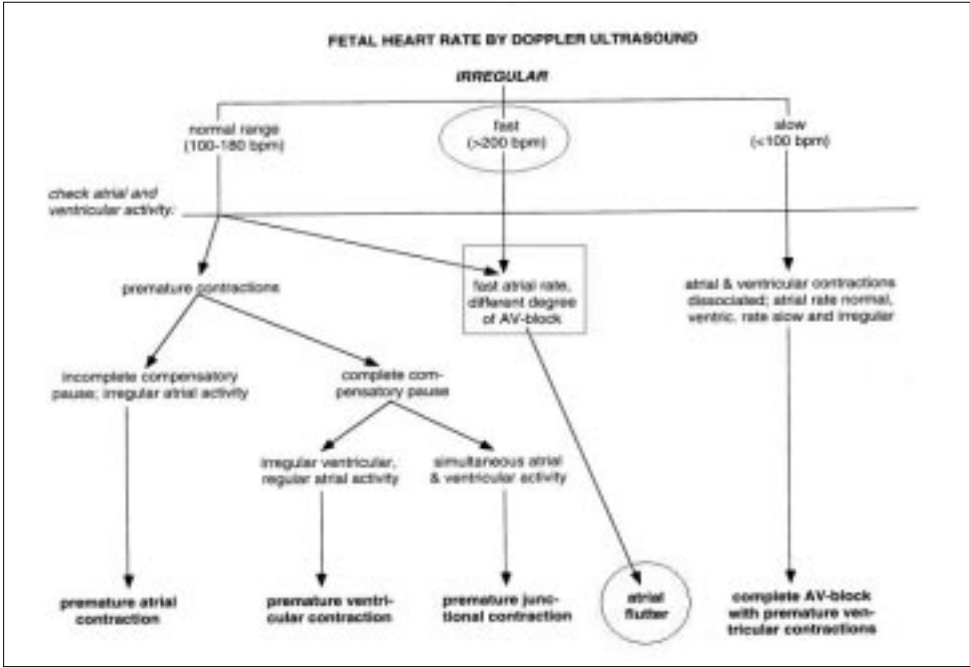 FETAL HEART RATE BY DOPPLER ULTRASOUND
IRREGULAR
normal range
(100-180 bpm)
fast
(>200 bpm)
slow
(<100 bpm)
check atrial and
ventricular activity:
premature contractions
fast atrial rate,
different degree
of AV-block
atrial & ventricular contractions
dissociated; atrial rate normal,
ventric. rate slow and irregular
incomplete compensatory
pause; irregular atrial activity
complete com-
pensatory pause
irregular ventricular,
regular atrial activity
simultaneous atrial
& ventricular activity
premature atrial
contraction
premature ventri-
cular contraction
premature junc-
tional contraction
atrial
flutter
complete AV-block
with premature ven-
tricular contractions